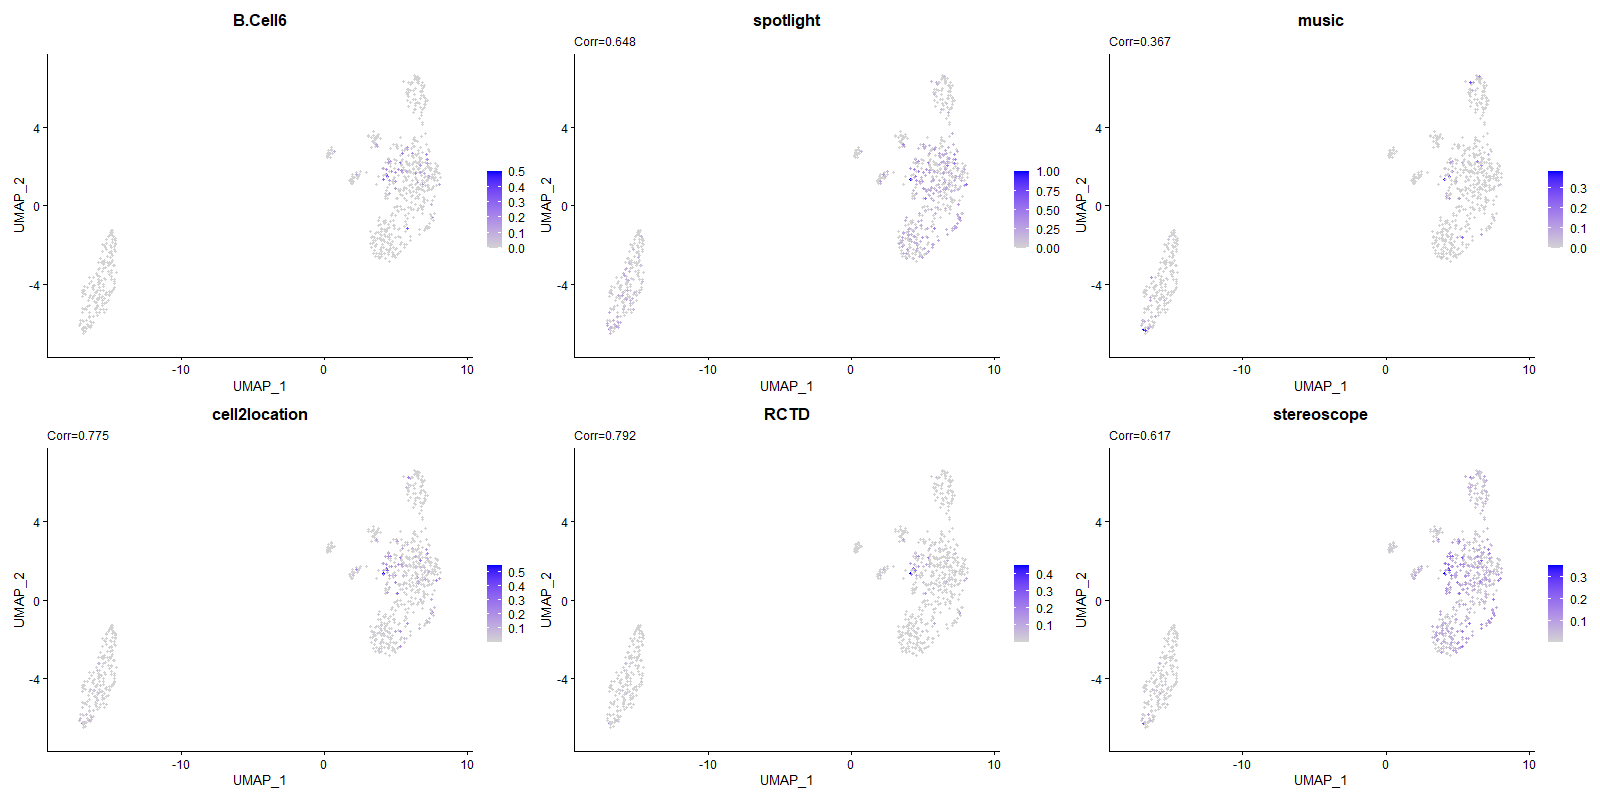 B.Cell6
spotlight
music
Corr=0.648
Corr=0.367
4
0
-4
-10
0
10
UMAP_1
UMAP_2
0.5
0.4
0.3
0.2
0.1
0.0
4
0
-4
-10
0
10
UMAP_1
UMAP_2
1.00
0.75
0.50
0.25
0.00
4
0
-4
-10
0
10
UMAP_1
UMAP_2
0.3
0.2
0.1
0.0
cell2location
RCTD
stereoscope
Corr=0.775
Corr=0.792
Corr=0.617
4
0
-4
-10
0
10
UMAP_1
UMAP_2
0.5
0.4
0.3
0.2
0.1
4
0
-4
-10
0
10
UMAP_1
UMAP_2
0.4
0.3
0.2
0.1
4
0
-4
-10
0
10
UMAP_1
UMAP_2
0.3
0.2
0.1